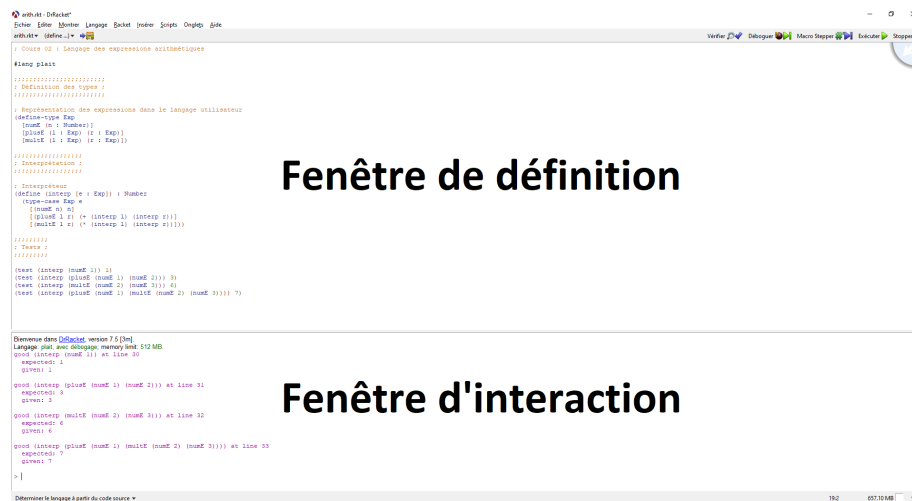 arith.rkt - DrRacket*
Fichier Éditer Montrer Langage Racket Insérer Scripts Onglets Aide
arith.rkt (define ...) Vérifier Déboguer Macro Stepper Exécuter Stopper
; Cours 02 : Langage des expressions arithmétiques
#lang plait
;;;;;;;;;;;;;;;;;;;;;;;
; Définition des types ;
;;;;;;;;;;;;;;;;;;;;;;;
; Représentation des expressions dans le langage utilisateur
(define-type Exp
[numE (n : Number)]
[plusE (l : Exp) (r : Exp)]
[multE (l : Exp) (r : Exp)])
;;;;;;;;;;;;;;;;;
; Interprétation ;
;;;;;;;;;;;;;;;;;
; Interpréteur
(define (interp [e : Exp]) : Number
(type-case Exp e
[(numE n) n]
[(plusE l r) (+ (interp l) (interp r))]
[(multE l r) (* (interp l) (interp r))]))
;;;;;;;;;
; Tests ;
;;;;;;;;;
(test (interp (numE 1)) 1)
(test (interp (plusE (numE 1) (numE 2))) 3)
(test (interp (multE (numE 2) (numE 3))) 6)
(test (interp (plusE (numE 1) (multE (numE 2) (numE 3)))) 7)
Fenêtre de définition
Bienvenue dans DrRacket, version 7.5 [3m].
Langage: plait, avec débogage; memory limit: 512 MB.
good (interp (numE 1)) at line 30
expected: 1
given: 1
good (interp (plusE (numE 1) (numE 2))) at line 31
expected: 3
given: 3
good (interp (multE (numE 2) (numE 3))) at line 32
expected: 6
given: 6
good (interp (plusE (numE 1) (multE (numE 2) (numE 3)))) at line 33
expected: 7
given: 7
>
Fenêtre d'interaction
Déterminer le langage à partir du code source 19:2 657.10 MB